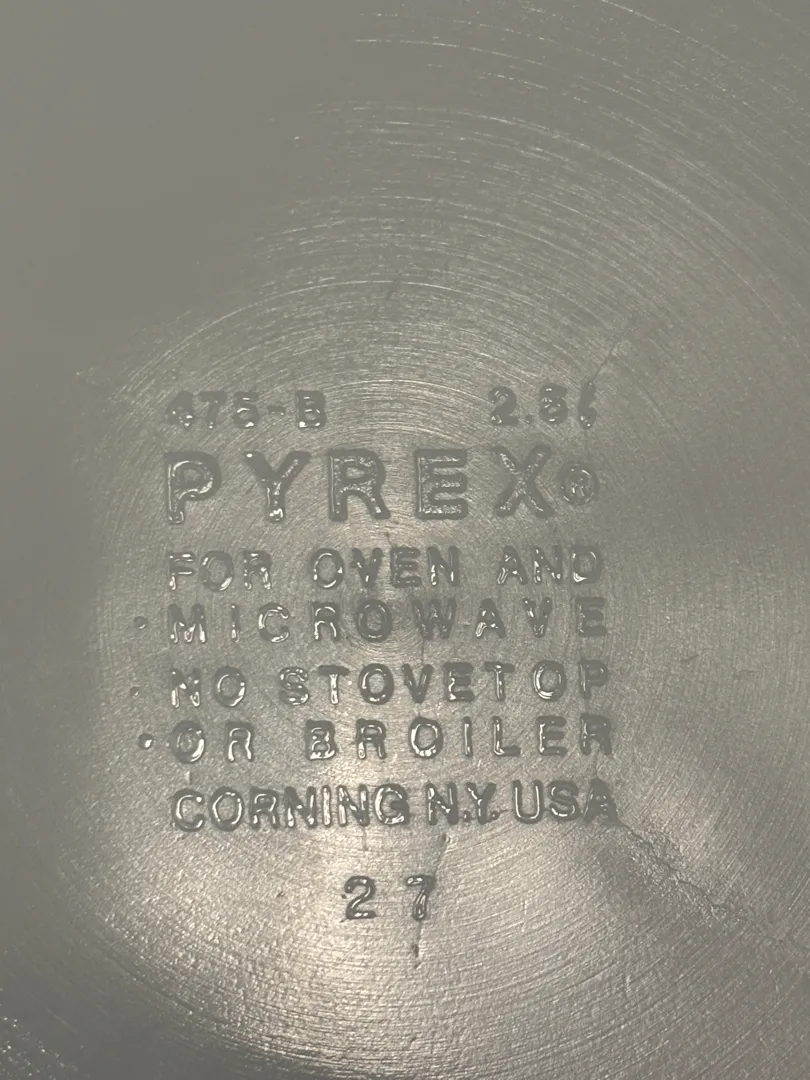 475-B 2.5ℓ
PYREX®
FOR OVEN AND
· MICROWAVE
· NO STOVETOP
· OR BROILER
CORNING N.Y. USA
27